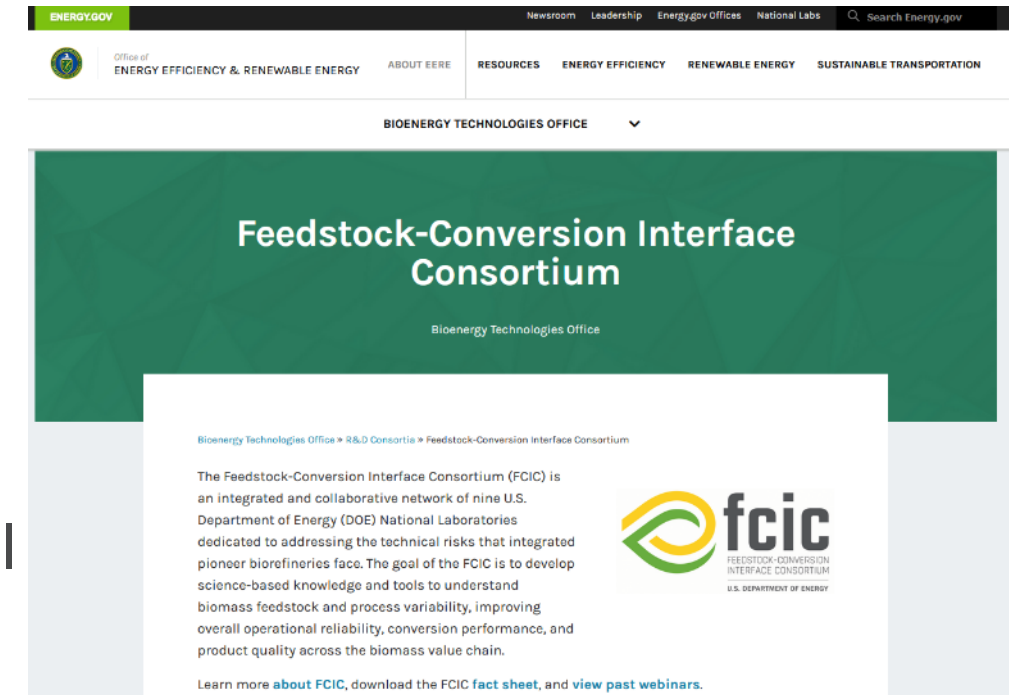 ENERGY.GOV
Newsroom Leadership Energy.gov Offices National Labs Search Energy.gov
Office of
ENERGY EFFICIENCY & RENEWABLE ENERGY
ABOUT EERE RESOURCES ENERGY EFFICIENCY RENEWABLE ENERGY SUSTAINABLE TRANSPORTATION
BIOENERGY TECHNOLOGIES OFFICE
Feedstock-Conversion Interface
Consortium
Bioenergy Technologies Office
Bioenergy Technologies Office » R&D Consortia » Feedstock-Conversion Interface Consortium
The Feedstock-Conversion Interface Consortium (FCIC) is
an integrated and collaborative network of nine U.S.
Department of Energy (DOE) National Laboratories
dedicated to addressing the technical risks that integrated
pioneer biorefineries face. The goal of the FCIC is to develop
science-based knowledge and tools to understand
biomass feedstock and process variability, improving
overall operational reliability, conversion performance, and
product quality across the biomass value chain.
fcic
FEEDSTOCK-CONVERSION
INTERFACE CONSORTIUM
U.S. DEPARTMENT OF ENERGY
Learn more about FCIC, download the FCIC fact sheet, and view past webinars.